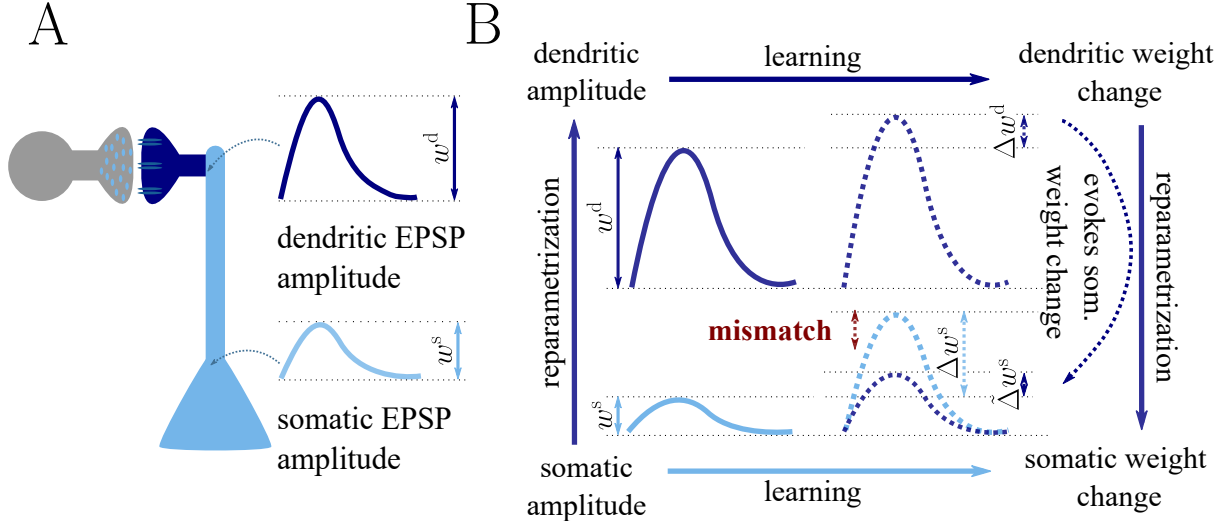 A
w^d
dendritic EPSP
amplitude
w^s
somatic EPSP
amplitude
B
dendritic
amplitude
learning
dendritic weight
change
reparametrization
w^d
Δw^d
evokes som.
weight change
reparametrization
mismatch
Δw^s
Δ̃w^s
w^s
somatic
amplitude
learning
somatic weight
change